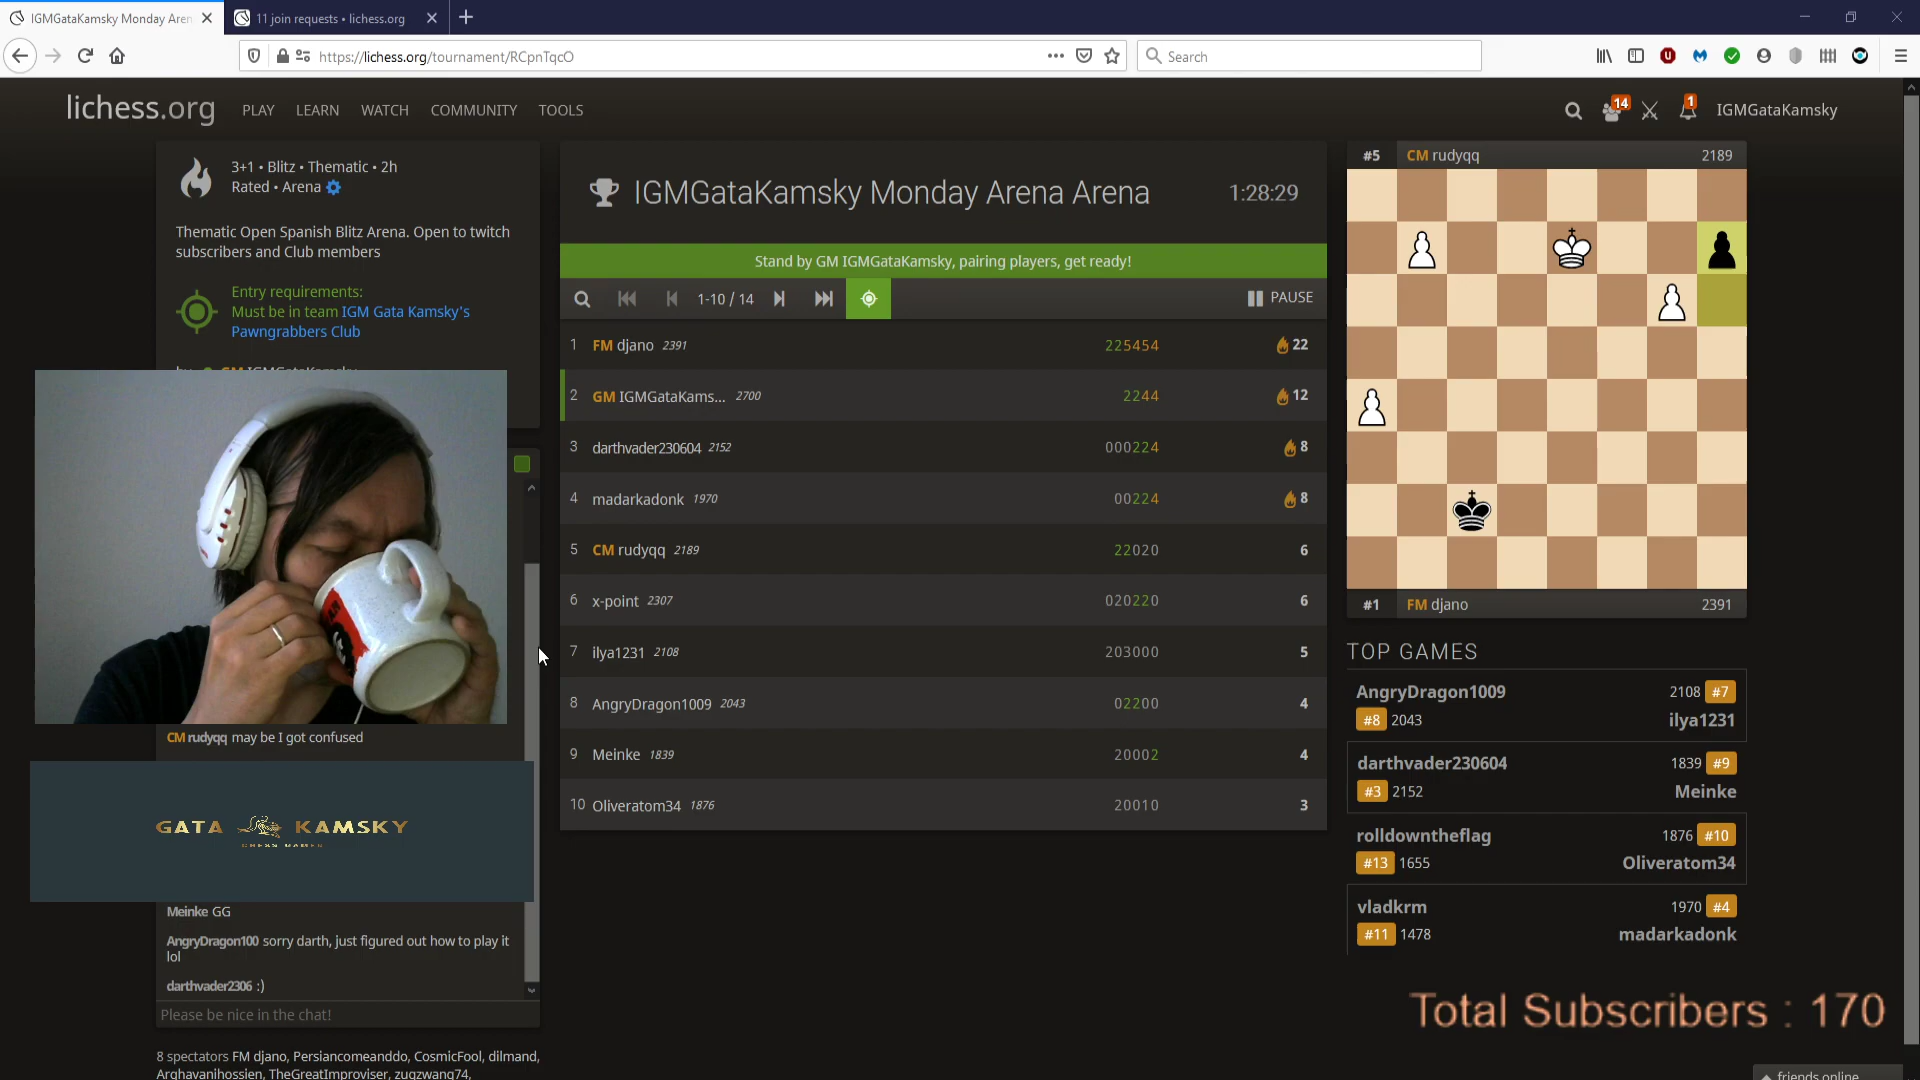 IGMGataKamsky Monday Aren
11 join requests • lichess.org
https://lichess.org/tournament/RCpnTqcO
Search
lichess.org
PLAY
LEARN
WATCH
COMMUNITY
TOOLS
14
1
IGMGataKamsky
3+1 • Blitz • Thematic • 2h
Rated • Arena
Thematic Open Spanish Blitz Arena. Open to twitch
subscribers and Club members
Entry requirements:
Must be in team IGM Gata Kamsky's
Pawngrabbers Club
CM rudyqq may be I got confused
GATA KAMSKY
Meinke GG
AngryDragon100 sorry darth, just figured out how to play it
lol
darthvader2306 :)
Please be nice in the chat!
8 spectators FM djano, Persiancomeanddo, CosmicFool, dilmand,
Arghavanihossien, TheGreatImproviser, zugzwang74,
IGMGataKamsky Monday Arena Arena
1:28:29
Stand by GM IGMGataKamsky, pairing players, get ready!
1-10 / 14
PAUSE
1 FM djano 2391 225454 22
2 GM IGMGataKams... 2700 2244 12
3 darthvader230604 2152 000224 8
4 madarkadonk 1970 00224 8
5 CM rudyqq 2189 22020 6
6 x-point 2307 020220 6
7 ilya1231 2108 203000 5
8 AngryDragon1009 2043 02200 4
9 Meinke 1839 20002 4
10 Oliveratom34 1876 20010 3
#5 CM rudyqq 2189
#1 FM djano 2391
TOP GAMES
AngryDragon1009 2108 #7
#8 2043 ilya1231
darthvader230604 1839 #9
#3 2152 Meinke
rolldowntheflag 1876 #10
#13 1655 Oliveratom34
vladkrm 1970 #4
#11 1478 madarkadonk
Total Subscribers : 170
friends online